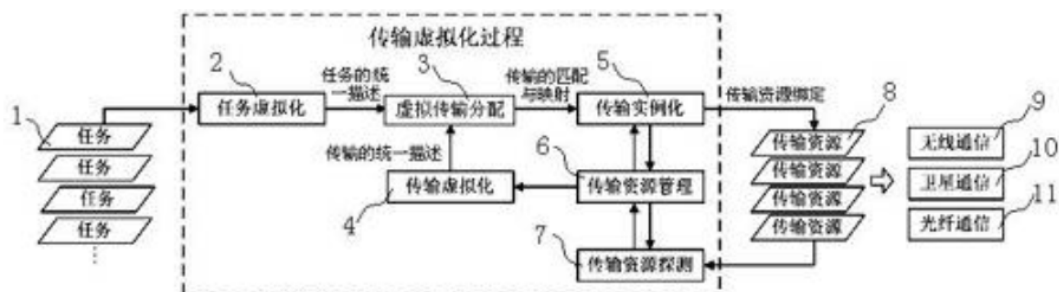 传输虚拟化过程
1
任务
任务
任务
任务
2
任务虚拟化
任务的统
一描述
3
虚拟传输分配
传输的匹配
与映射
5
传输实例化
传输资源绑定
传输的统一描述
4
传输虚拟化
6
传输资源管理
7
传输资源探测
8
传输资源
传输资源
传输资源
传输资源
9
无线通信
10
卫星通信
11
光纤通信